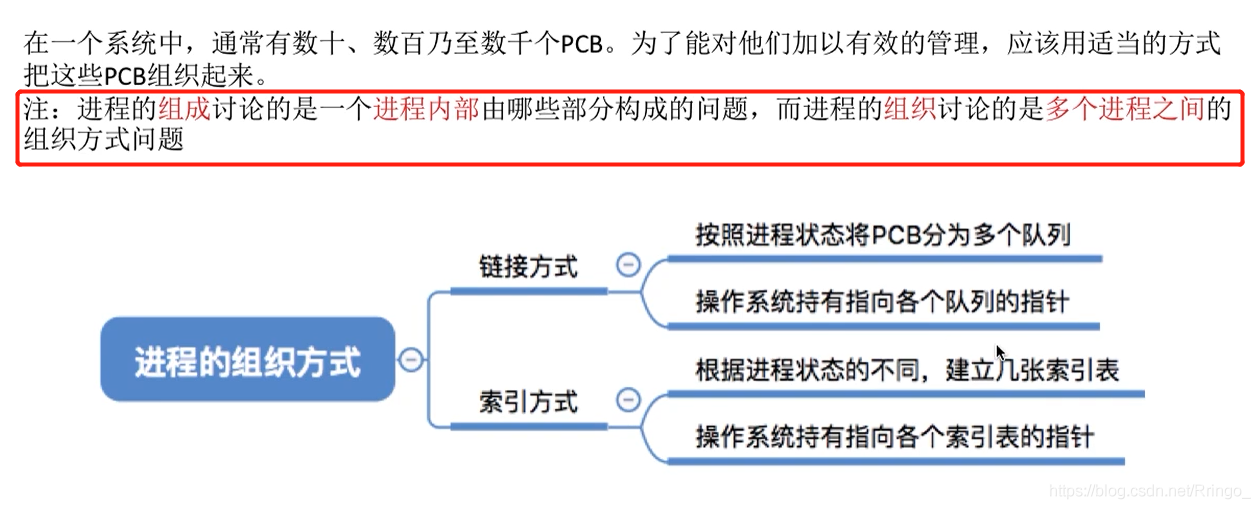 在一个系统中，通常有数十、数百乃至数千个PCB。为了能对他们加以有效的管理，应该用适当的方式
把这些PCB组织起来。
注：进程的组成讨论的是一个进程内部由哪些部分构成的问题，而进程的组织讨论的是多个进程之间的
组织方式问题
按照进程状态将PCB分为多个队列
链接方式
操作系统持有指向各个队列的指针
进程的组织方式
根据进程状态的不同，建立几张索引表
索引方式
操作系统持有指向各个索引表的指针
https://blog.csdn.net/Rringo_